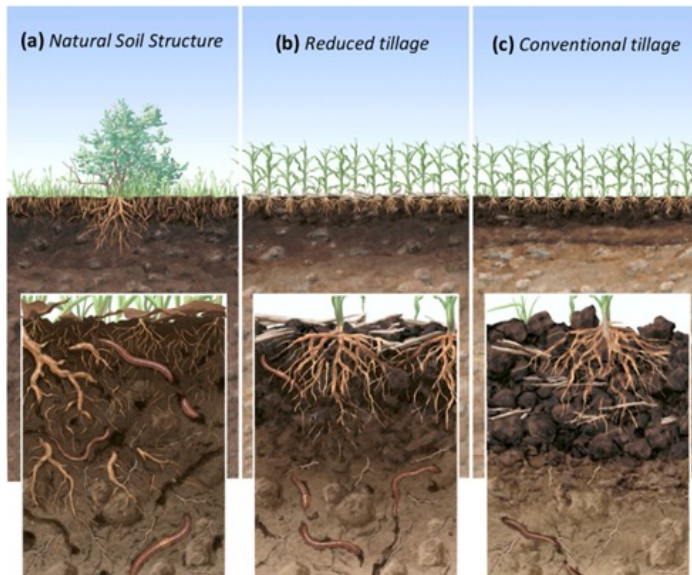 (a) Natural Soil Structure
(b) Reduced tillage
(c) Conventional tillage